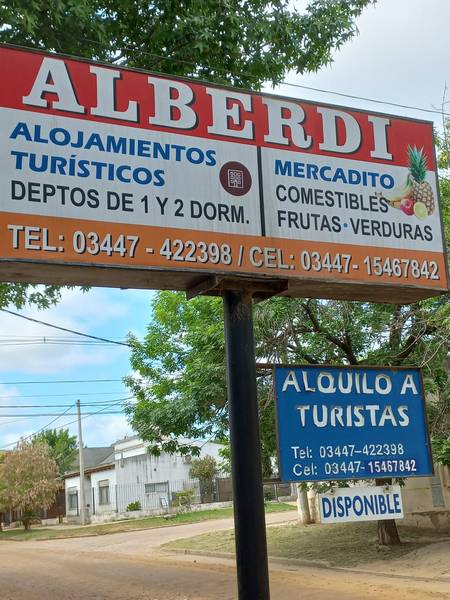 ALBERDI
ALOJAMIENTOS
TURÍSTICOS
DEPTOS DE 1 Y 2 DORM.
MERCADITO
COMESTIBLES
FRUTAS · VERDURAS
TEL: 03447 - 422398 / CEL: 03447- 15467842
ALQUILO A
TURISTAS
Tel: 03447-422398
Cel: 03447- 15467842
DISPONIBLE